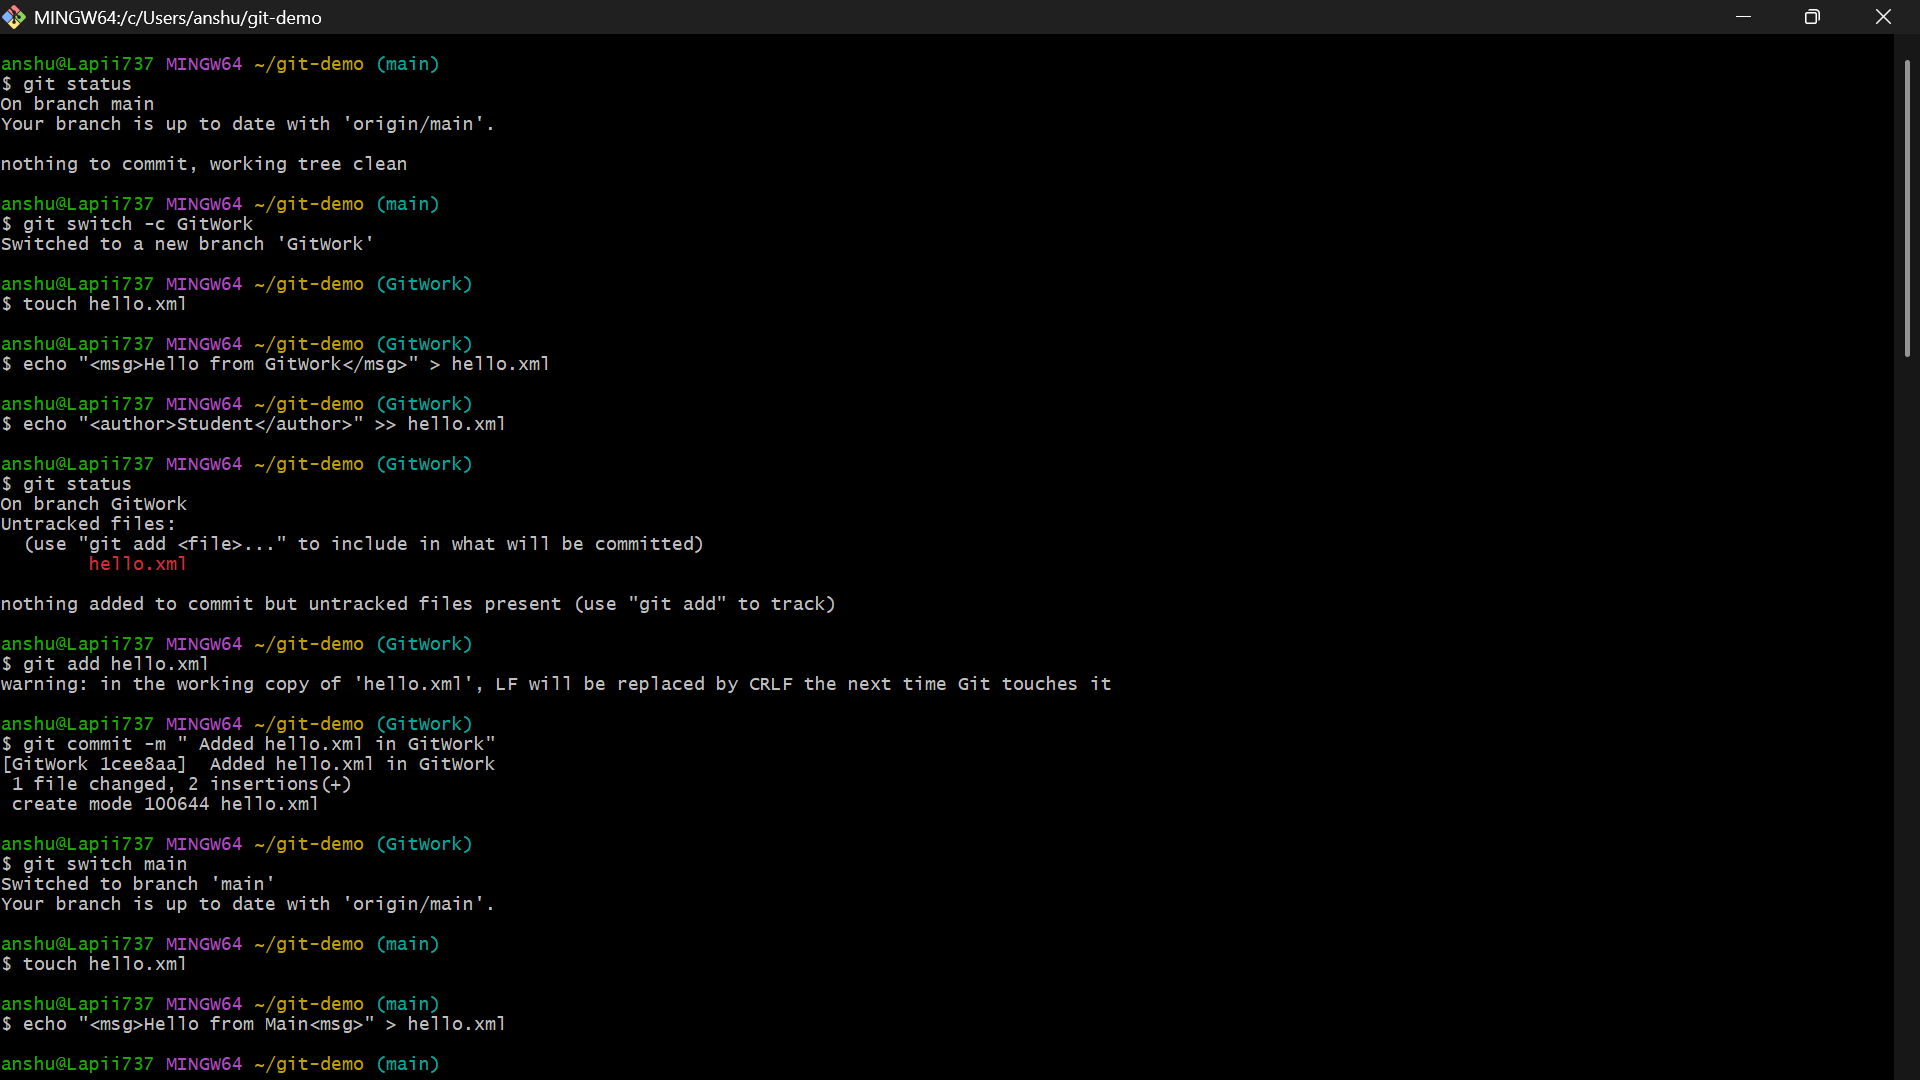 MINGW64:/c/Users/anshu/git-demo
anshu@Lapii737 MINGW64 ~/git-demo (main)
$ git status
On branch main
Your branch is up to date with 'origin/main'.
nothing to commit, working tree clean
anshu@Lapii737 MINGW64 ~/git-demo (main)
$ git switch -c GitWork
Switched to a new branch 'GitWork'
anshu@Lapii737 MINGW64 ~/git-demo (GitWork)
$ touch hello.xml
anshu@Lapii737 MINGW64 ~/git-demo (GitWork)
$ echo "<msg>Hello from GitWork</msg>" > hello.xml
anshu@Lapii737 MINGW64 ~/git-demo (GitWork)
$ echo "<author>Student</author>" >> hello.xml
anshu@Lapii737 MINGW64 ~/git-demo (GitWork)
$ git status
On branch GitWork
Untracked files:
  (use "git add <file>..." to include in what will be committed)
        hello.xml
nothing added to commit but untracked files present (use "git add" to track)
anshu@Lapii737 MINGW64 ~/git-demo (GitWork)
$ git add hello.xml
warning: in the working copy of 'hello.xml', LF will be replaced by CRLF the next time Git touches it
anshu@Lapii737 MINGW64 ~/git-demo (GitWork)
$ git commit -m " Added hello.xml in GitWork"
[GitWork 1cee8aa]  Added hello.xml in GitWork
 1 file changed, 2 insertions(+)
 create mode 100644 hello.xml
anshu@Lapii737 MINGW64 ~/git-demo (GitWork)
$ git switch main
Switched to branch 'main'
Your branch is up to date with 'origin/main'.
anshu@Lapii737 MINGW64 ~/git-demo (main)
$ touch hello.xml
anshu@Lapii737 MINGW64 ~/git-demo (main)
$ echo "<msg>Hello from Main<msg>" > hello.xml
anshu@Lapii737 MINGW64 ~/git-demo (main)